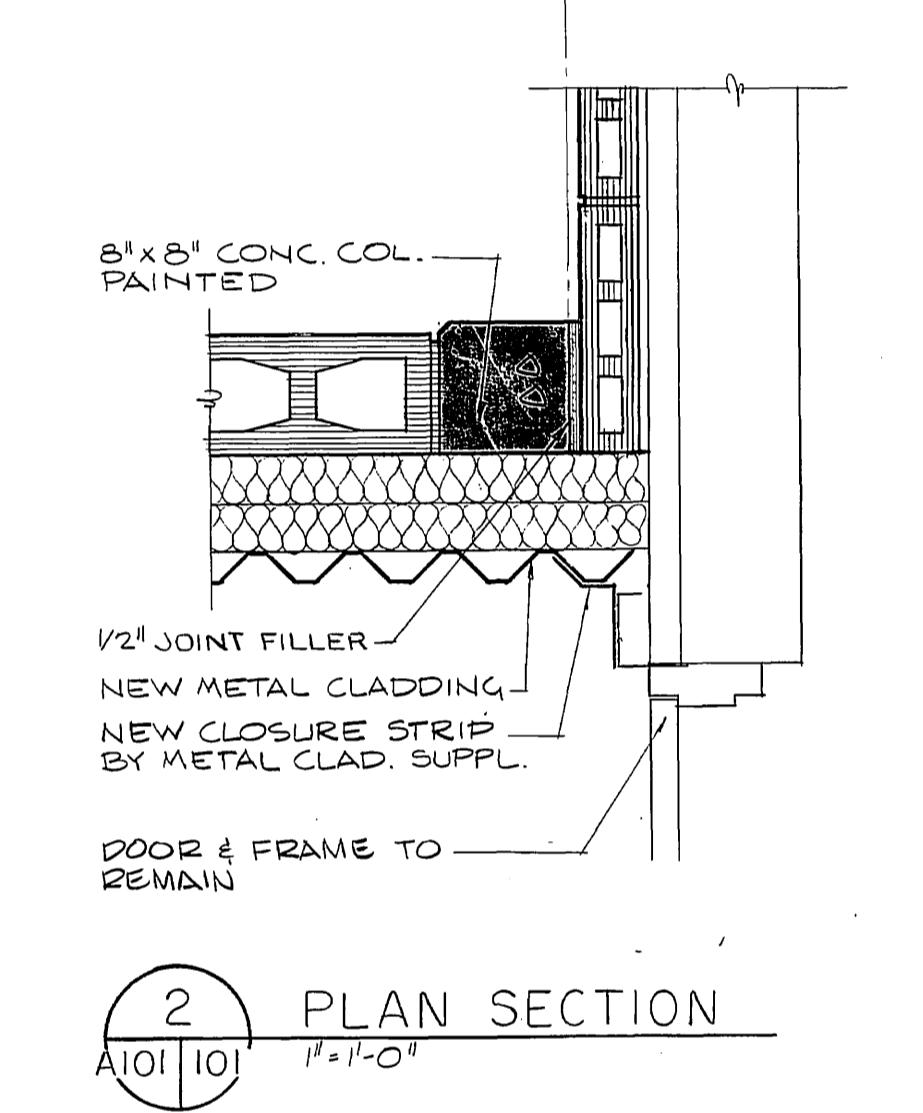 8" x 8" CONC. COL.
PAINTED
1/2" JOINT FILLER
NEW METAL CLADDING
NEW CLOSURE STRIP
BY METAL CLAD. SUPPL.
DOOR & FRAME TO
REMAIN
2
A101 101
PLAN SECTION
1" = 1'-0"